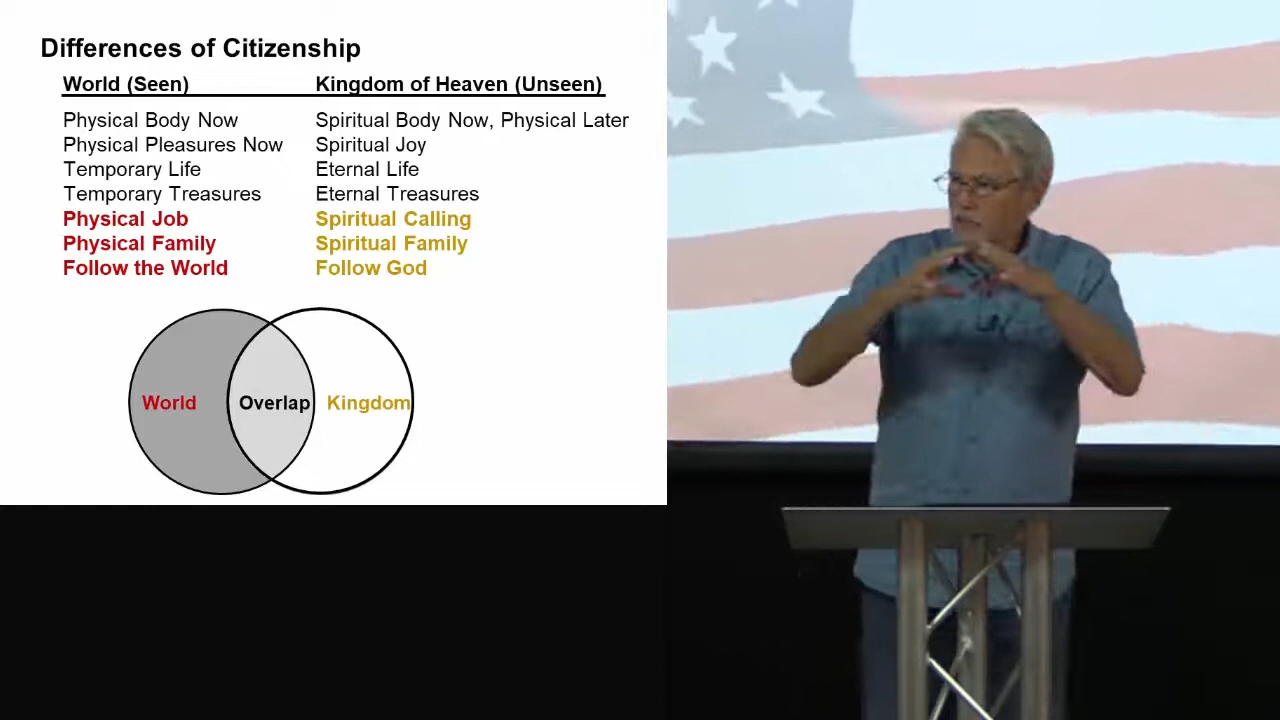 Differences of Citizenship
World (Seen) Kingdom of Heaven (Unseen)
Physical Body Now Spiritual Body Now, Physical Later
Physical Pleasures Now Spiritual Joy
Temporary Life Eternal Life
Temporary Treasures Eternal Treasures
Physical Job Spiritual Calling
Physical Family Spiritual Family
Follow the World Follow God
World Overlap Kingdom